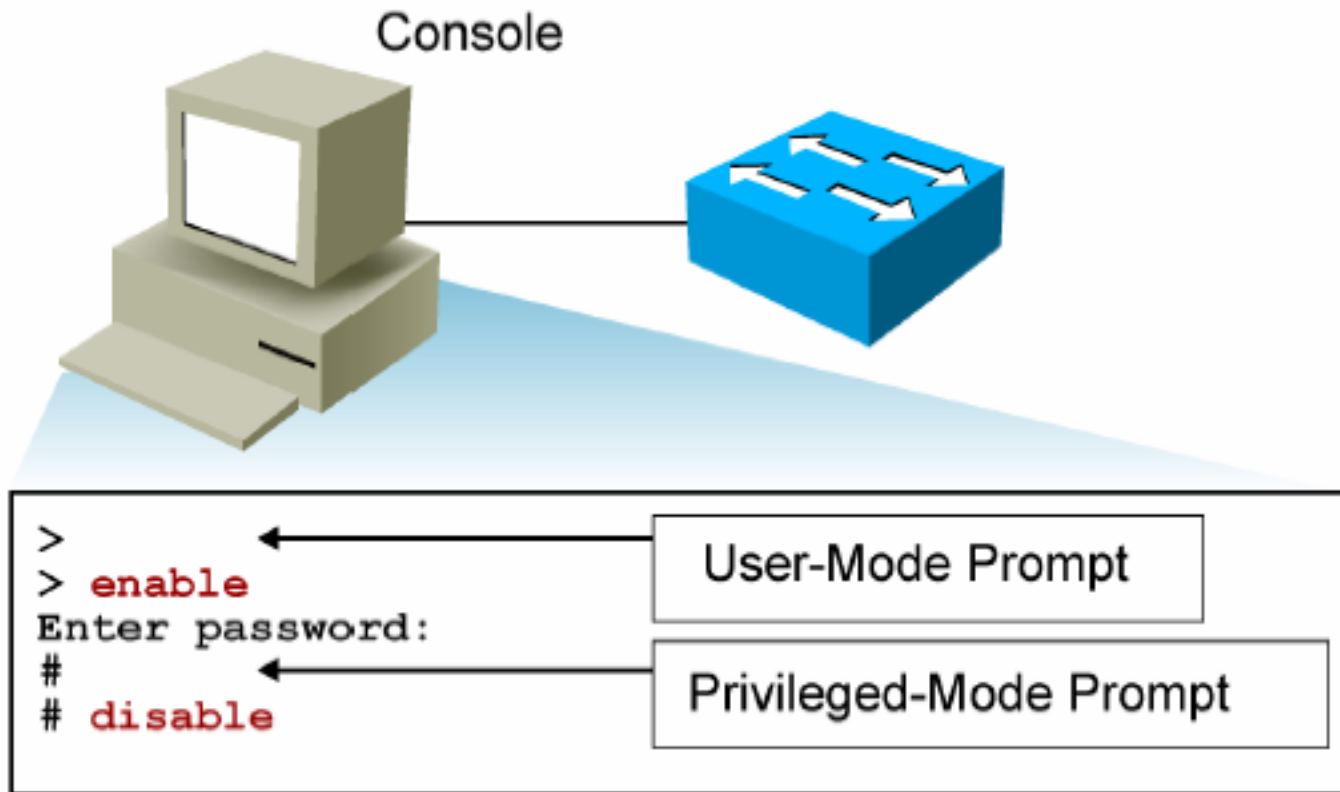 Console
>
> enable
Enter password:
#
# disable
User-Mode Prompt
Privileged-Mode Prompt